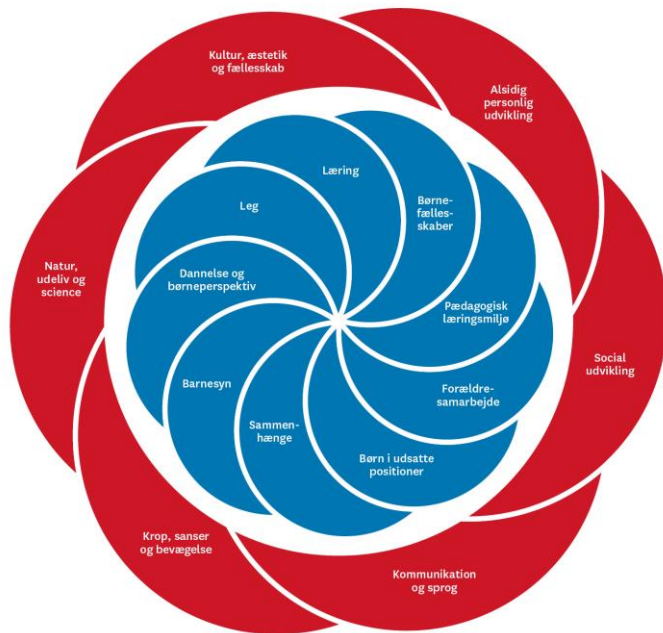 Kultur, æstetik
og fællesskab
Alsidig
personlig
udvikling
Social
udvikling
Kommunikation
og sprog
Krop, sanser
og bevægelse
Natur,
udeliv og
science
Læring
Børne-
fælles-
skaber
Pædagogisk
læringsmiljø
Forældre-
samarbejde
Børn i udsatte
positioner
Sammen-
hænge
Barnesyn
Dannelse og
børneperspektiv
Leg